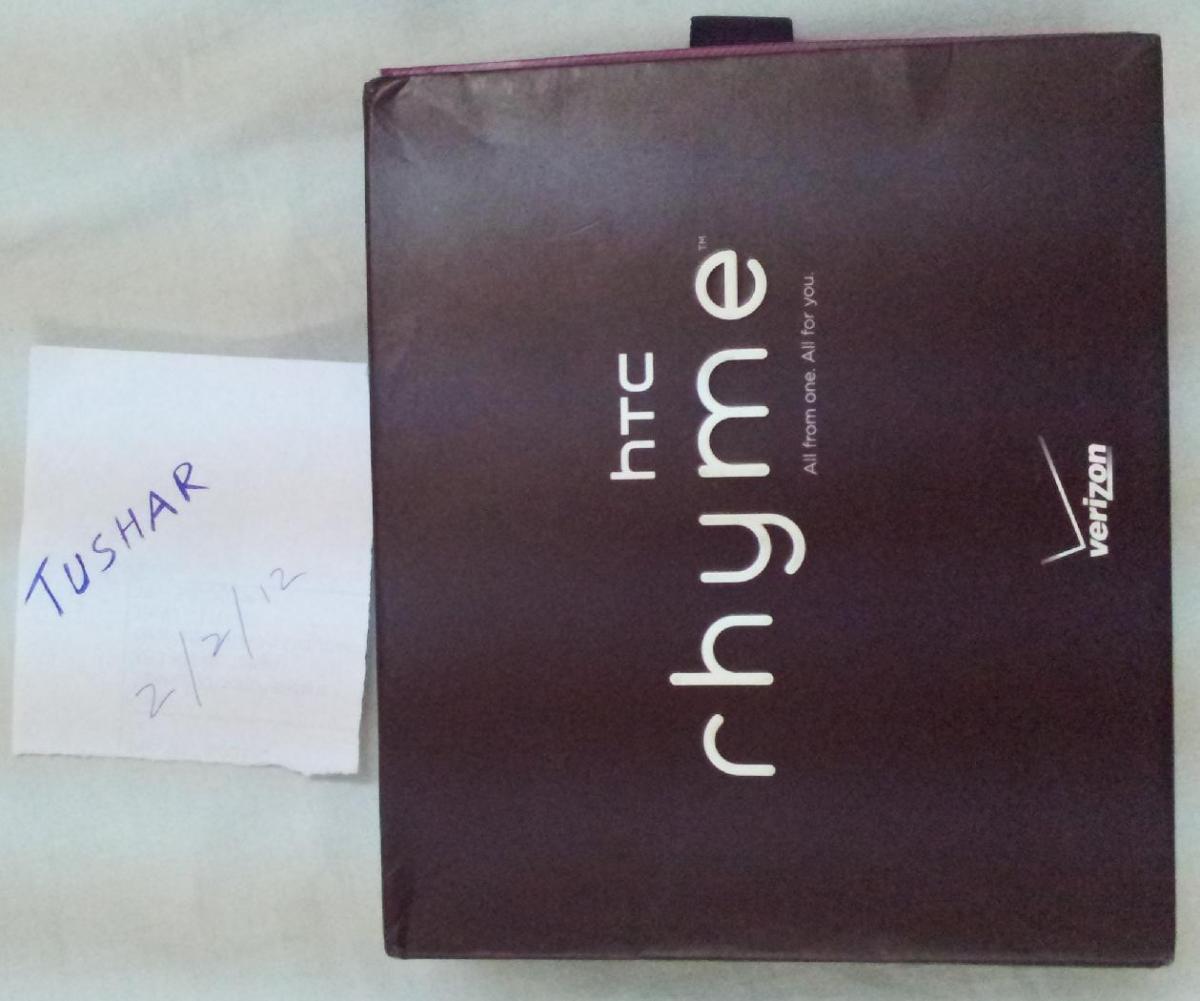 TUSHAR
2/2/12
hTC
rhyme™
All from one. All for you.
verizon